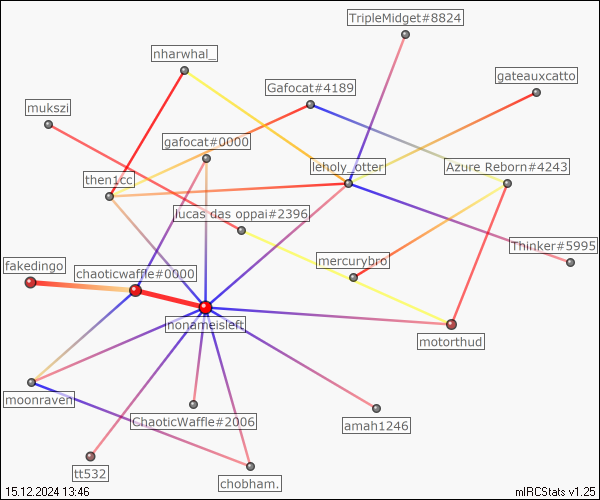 TripleMidget#8824
nharwhal_
gateauxcatto
Gafocat#4189
mukszi
gafocat#0000
leholy_otter
Azure Reborn#4243
then1cc
lucas das oppai#2396
Thinker#5995
mercurybro
fakedingo
chaoticwaffle#0000
nonameisleft
motorthud
moonraven
ChaoticWaffle#2006
amah1246
tt532
chobham.
15.12.2024 13:46
mIRCStats v1.25